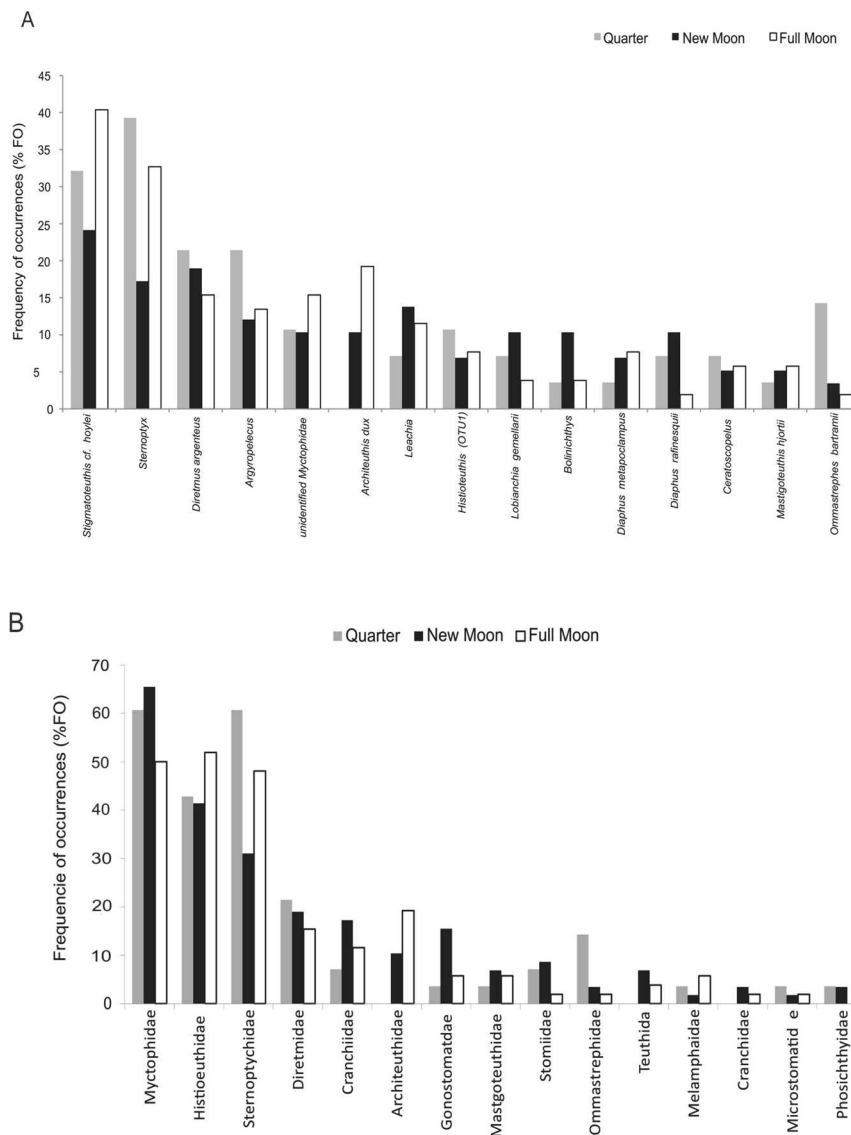 A
Quarter New Moon Full Moon
Frequency of occurrences (% FO)
45
40
35
30
25
20
15
10
5
0
Stigmatoteuthis cf. hoylei
Sternoptyx
Diretmus argenteus
Argyropelecus
unidentified Myctophidae
Architeuthis dux
Leachia
Histioteuthis (OTU1)
Lobianchia gemellarii
Bolinichthys
Diaphus metapoclampus
Diaphus rafinesquii
Ceratoscopelus
Mastigoteuthis hjortii
Ommastrephes bartramii
B
Quarter New Moon Full Moon
Frequencie of occurrences (%FO)
70
60
50
40
30
20
10
0
Myctophidae
Histioeuthidae
Sternoptychidae
Diretmidae
Cranchiidae
Architeuthidae
Gonostomatdae
Mastgoteuthidae
Stomiidae
Ommastrephidae
Teuthida
Melamphaidae
Cranchidae
Microstomatid e
Phosichthyidae